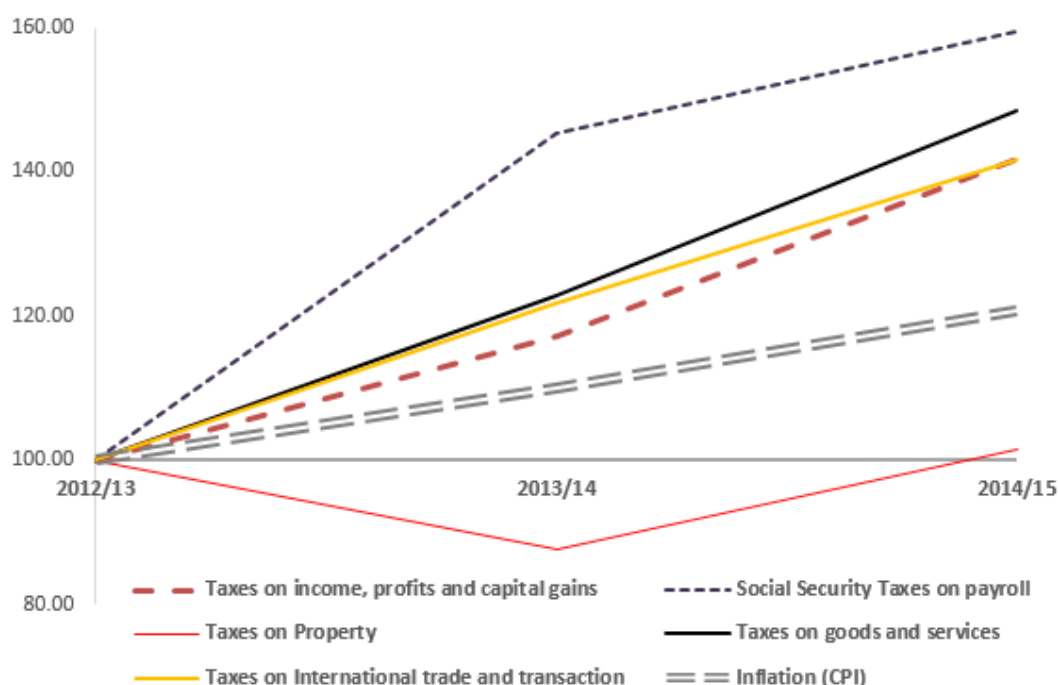 160.00
140.00
120.00
100.00
2012/13 2013/14 2014/15
80.00
Taxes on income, profits and capital gains Social Security Taxes on payroll
Taxes on Property Taxes on goods and services
Taxes on International trade and transaction Inflation (CPI)